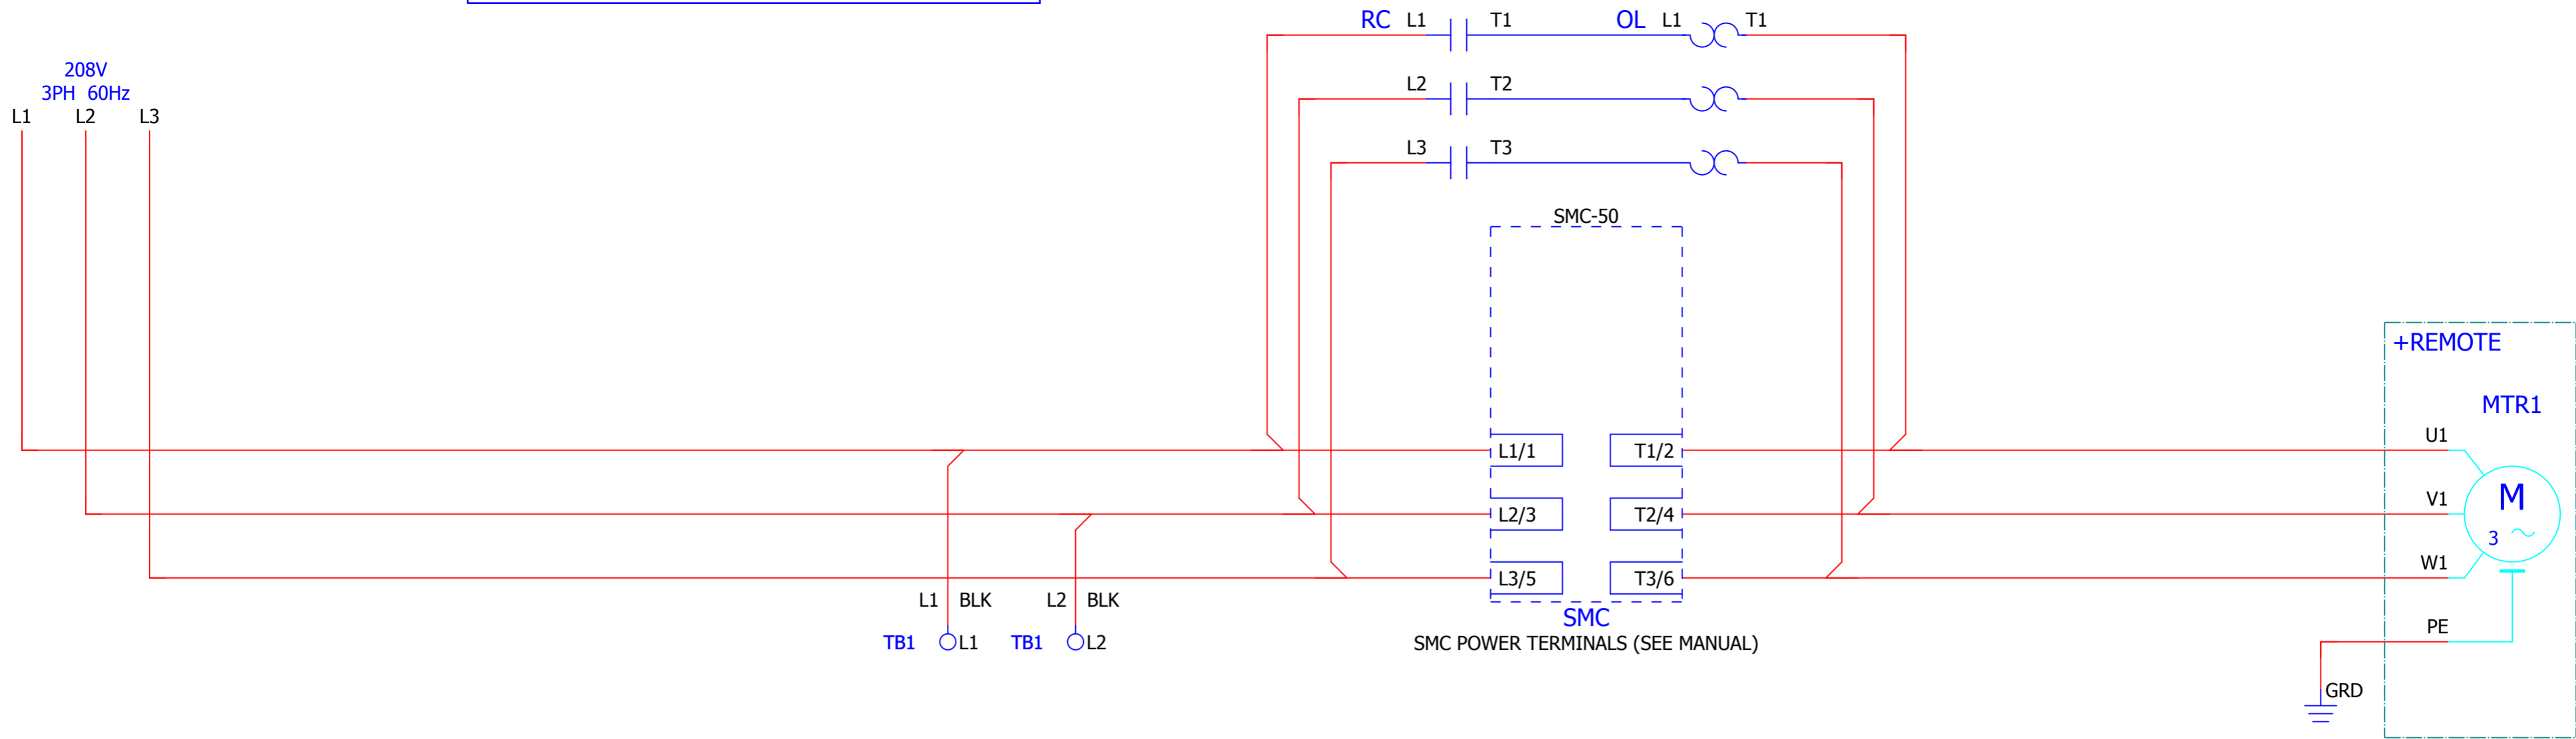 RC L1 T1 OL L1 T1
208V
3PH 60Hz
L1 L2 L3
L2 T2
L3 T3
SMC-50
+REMOTE
MTR1
U1
L1/1 T1/2
V1
M
L2/3 T2/4
3
W1
L3/5 T3/6
L1 BLK L2 BLK
SMC
PE
TB1 L1 TB1 L2
SMC POWER TERMINALS (SEE MANUAL)
GRD